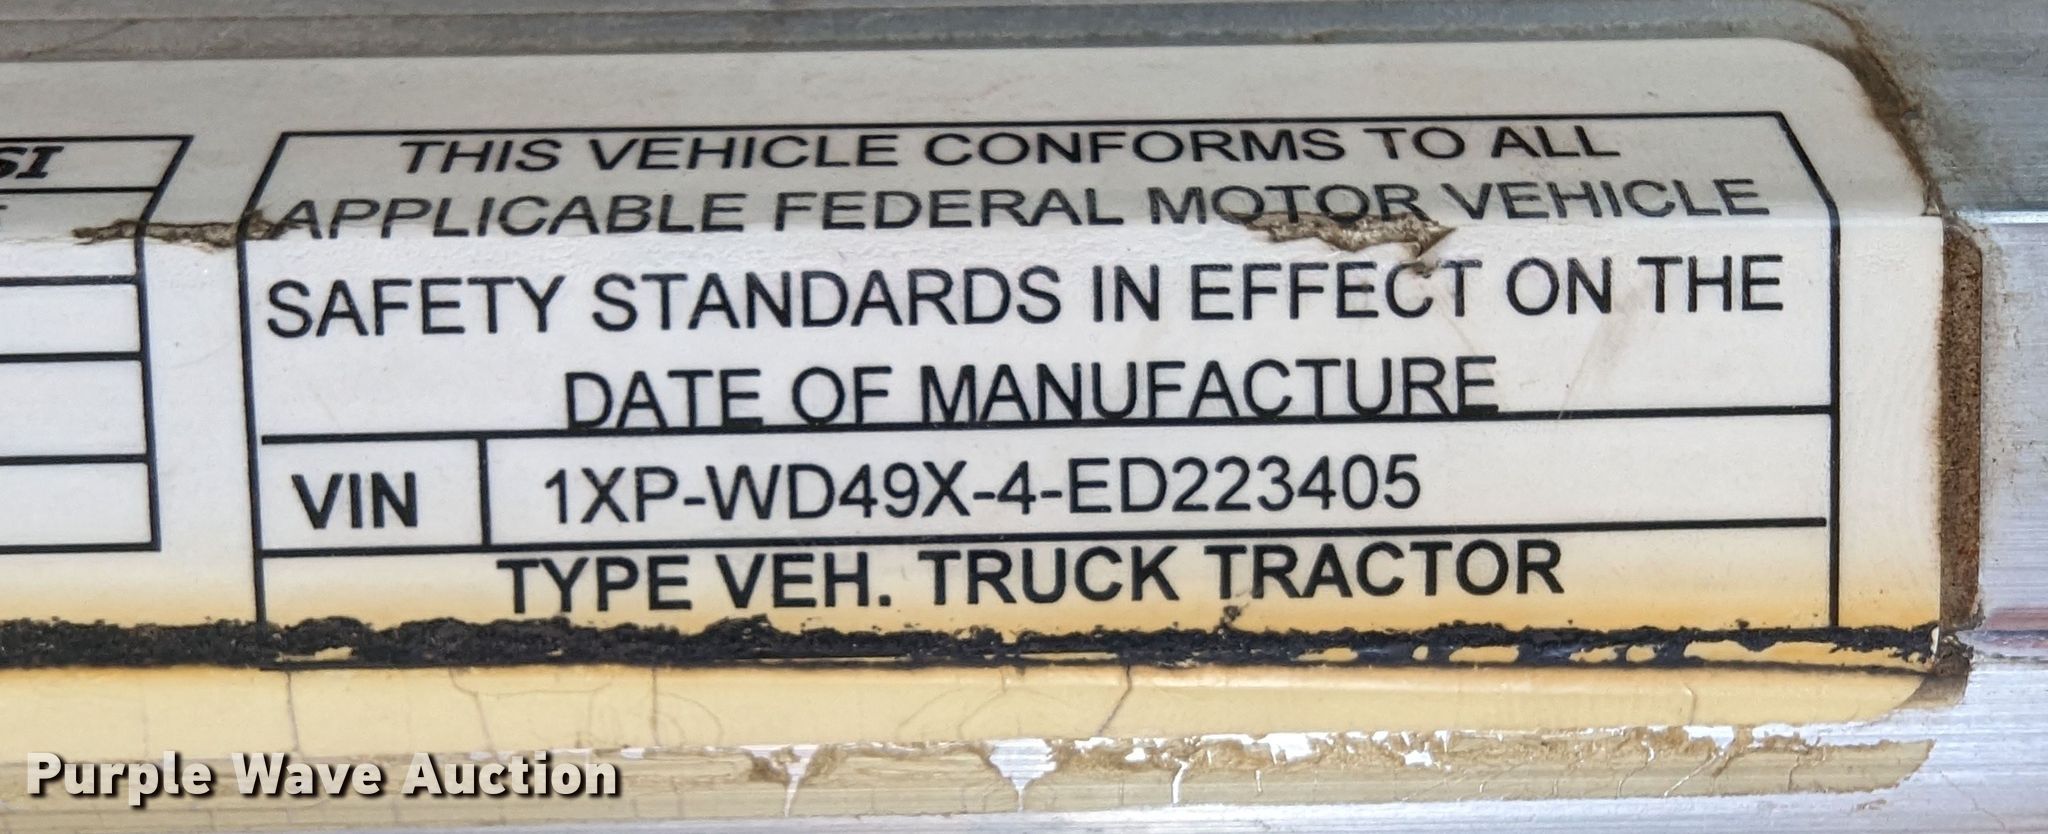 SI
THIS VEHICLE CONFORMS TO ALL
APPLICABLE FEDERAL MOTOR VEHICLE
SAFETY STANDARDS IN EFFECT ON THE
DATE OF MANUFACTURE
VIN 1XP-WD49X-4-ED223405
TYPE VEH. TRUCK TRACTOR
Purple Wave Auction